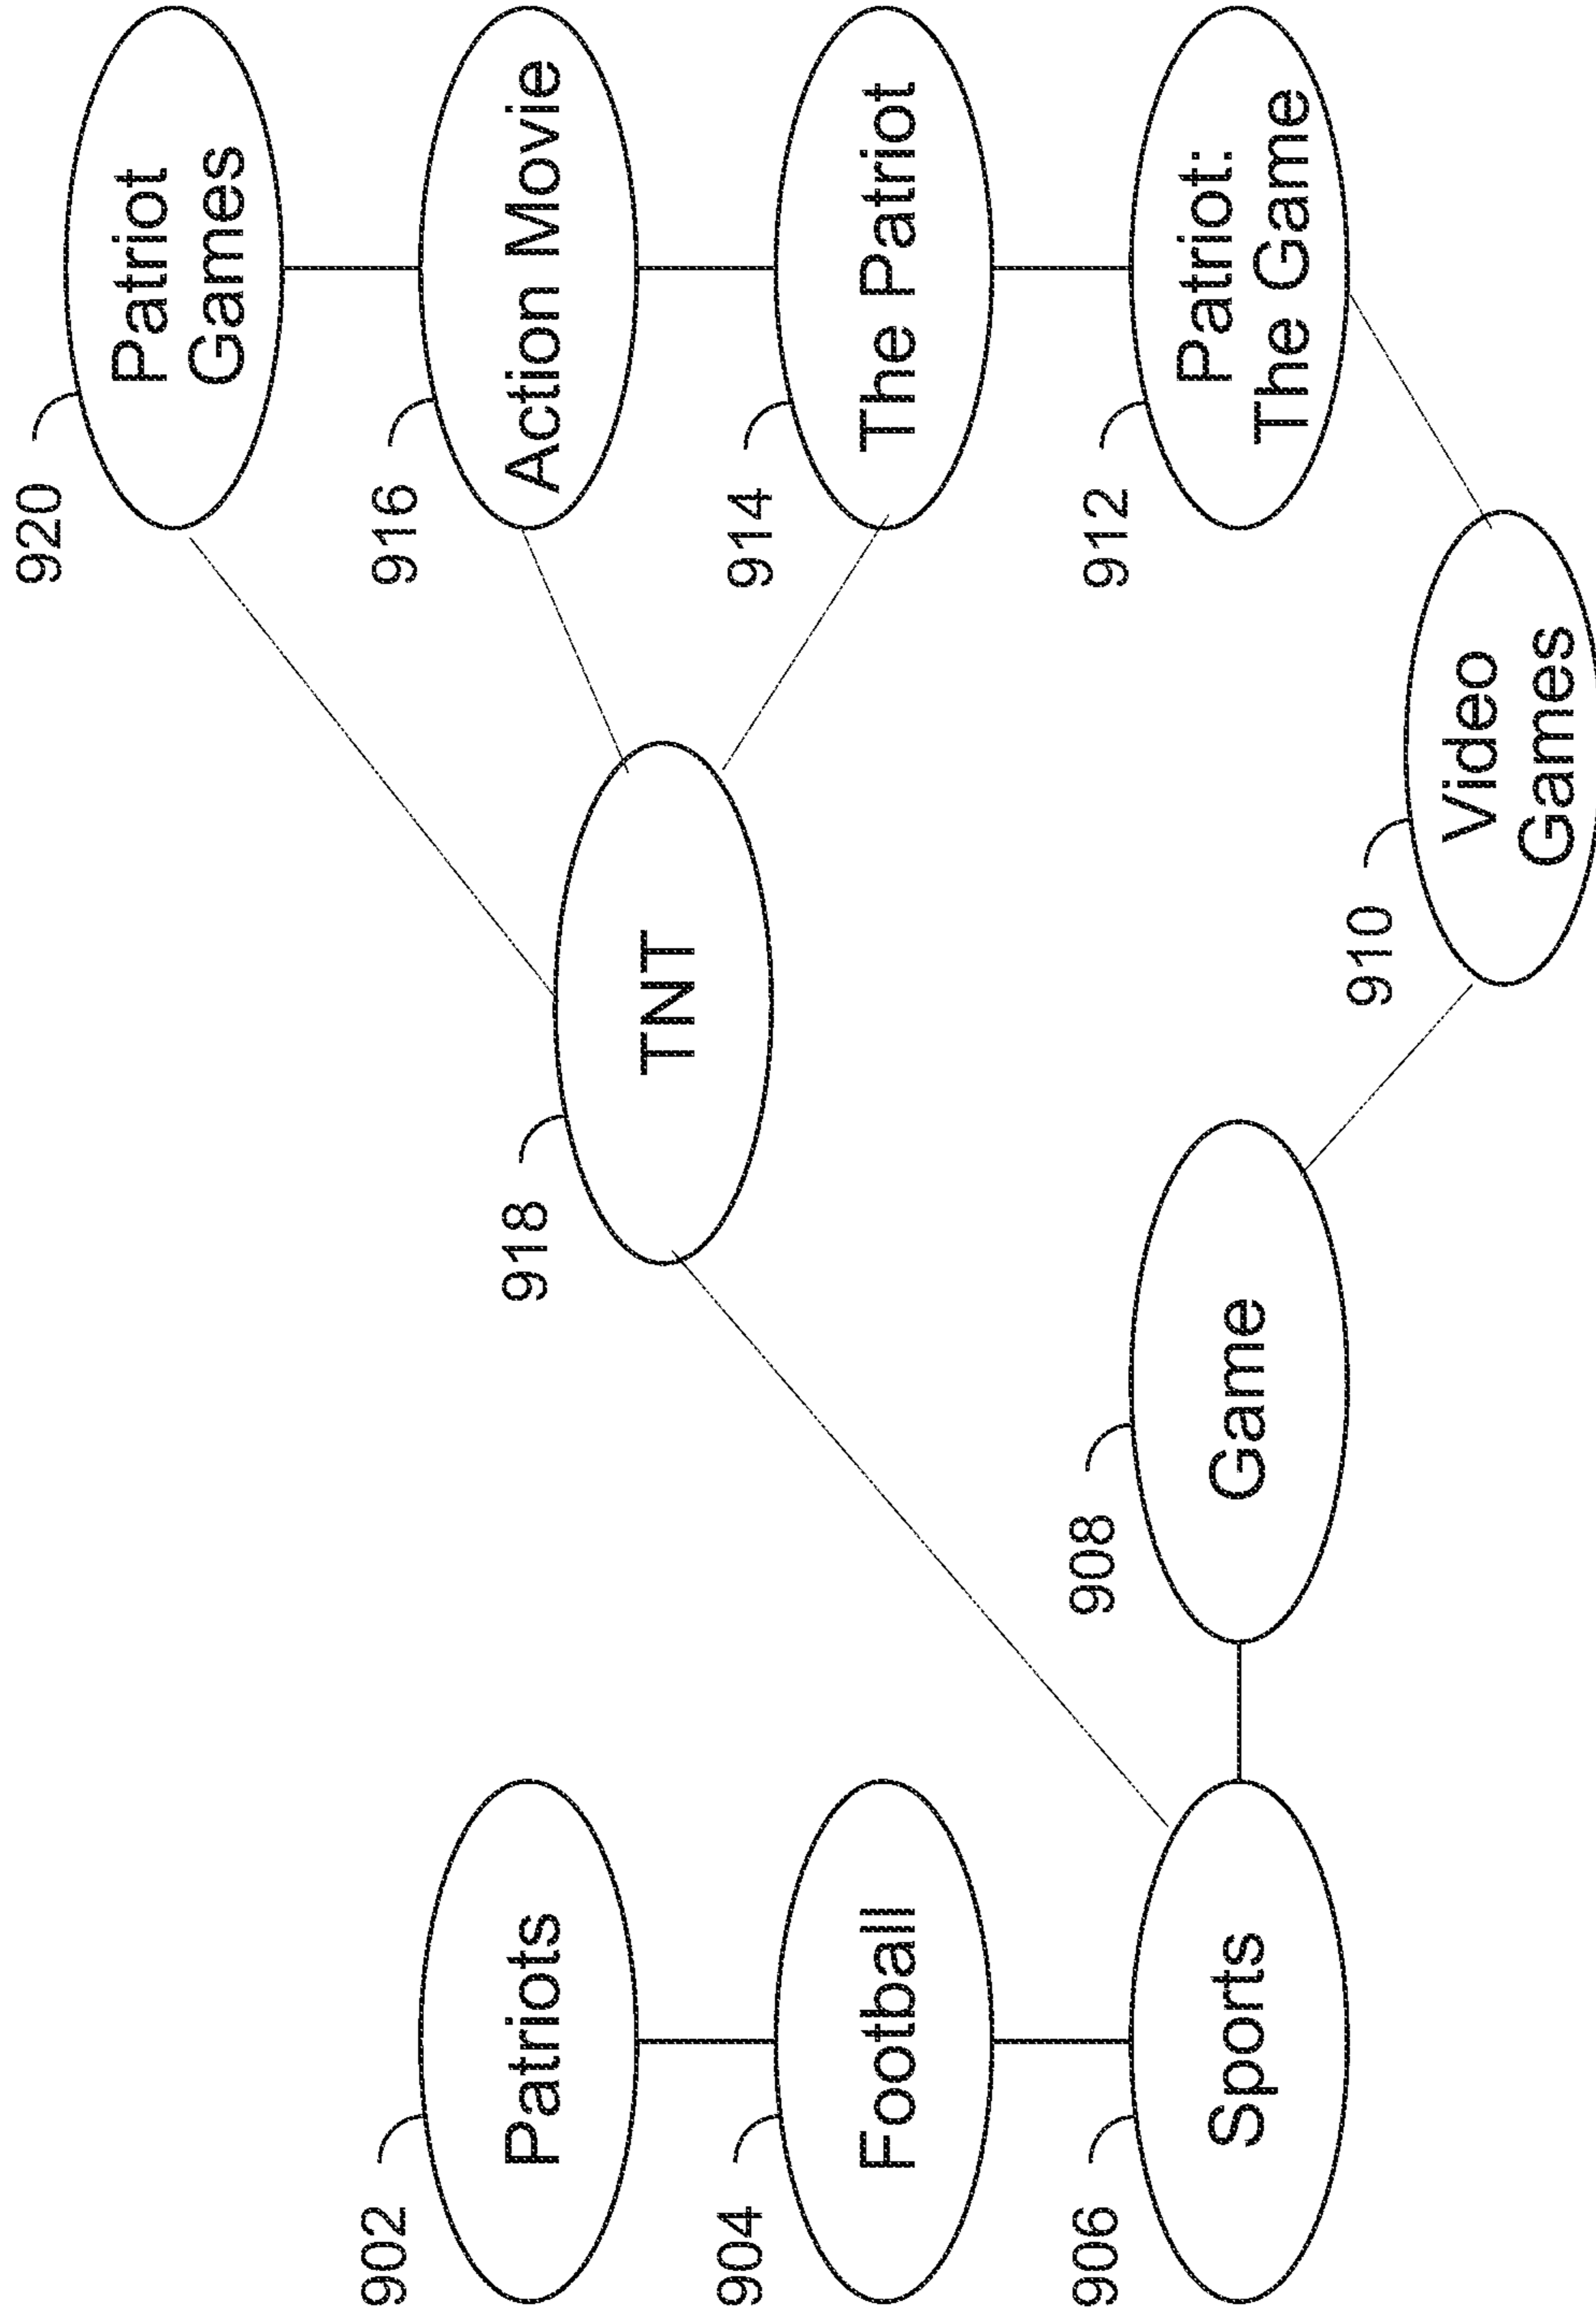 920
Patriot
Games
902
Patriots
916
Action Movie
918
TNT
904
Football
914
The Patriot
906
Sports
908
Game
912
Patriot:
The Game
910
Video
Games